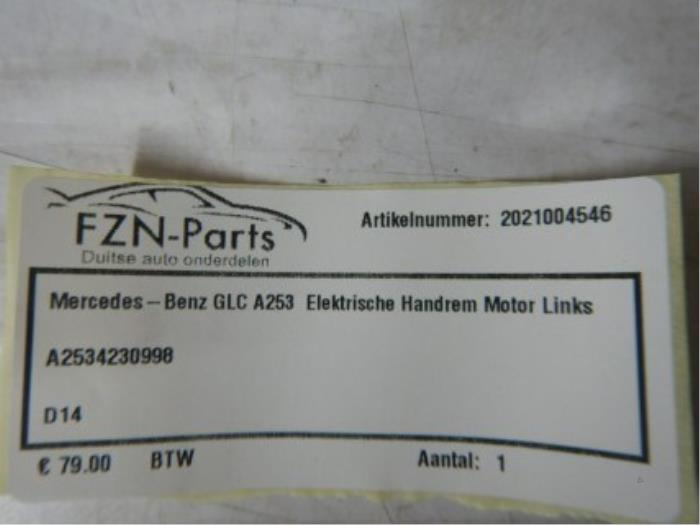 FZN-Parts
Duitse auto onderdelen
Artikelnummer: 2021004546
Mercedes-Benz GLC A253 Elektrische Handrem Motor Links
A2534230998
D14
€ 79.00 BTW Aantal: 1